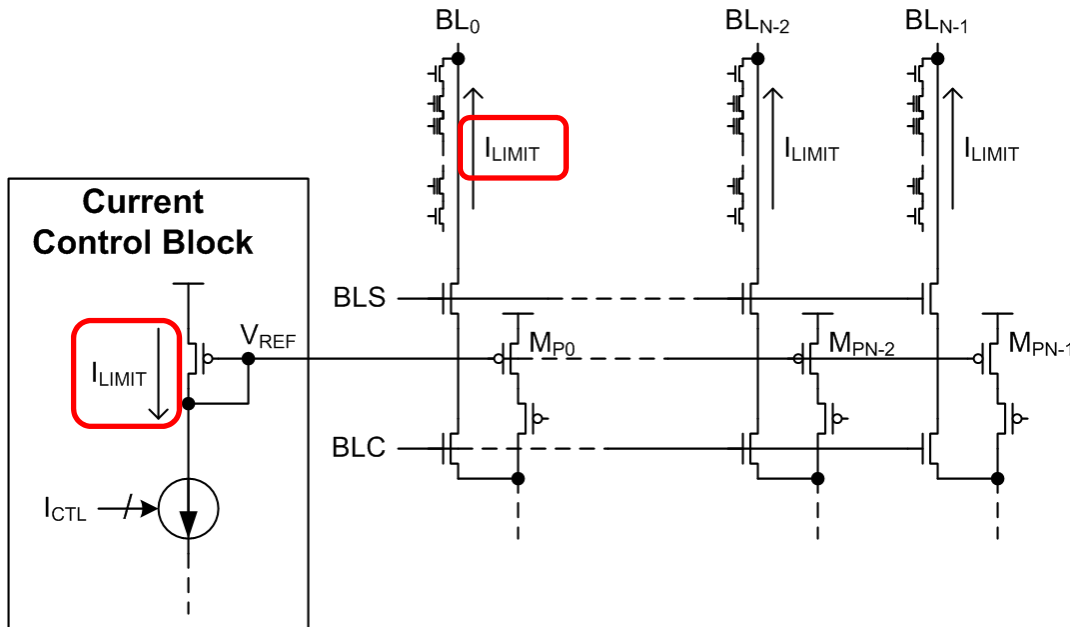 BL0 BLN-2 BLN-1
ILIMIT ILIMIT ILIMIT
Current
Control Block
BLS
VREF MP0 MPN-2 MPN-1
ILIMIT
BLC
ICTL